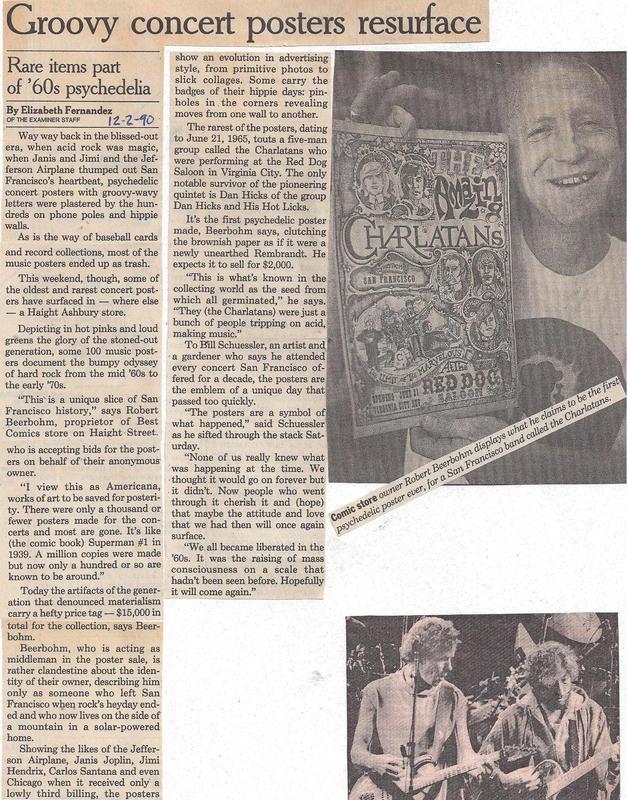 Groovy concert posters resurface
Rare items part
of '60s psychedelia
By Elizabeth Fernandez
OF THE EXAMINER STAFF
12-2-90
Way way back in the blissed-out
era, when acid rock was magic,
when Janis and Jimi and the Jef-
ferson Airplane thumped out San
Francisco's heartbeat, psychedelic
concert posters with groovy-wavy
letters were plastered by the hun-
dreds on phone poles and hippie
walls.
As is the way of baseball cards
and record collections, most of the
music posters ended up as trash.
This weekend, though, some of
the oldest and rarest concert post-
ers have surfaced in — where else
— a Haight Ashbury store.
Depicting in hot pinks and loud
greens the glory of the stoned-out
generation, some 100 music post-
ers document the bumpy odyssey
of hard rock from the mid '60s to
the early '70s.
"This is a unique slice of San
Francisco history," says Robert
Beerbohm, proprietor of Best
Comics store on Haight Street.
who is accepting bids for the post-
ers on behalf of their anonymous
owner.
"I view this as Americana,
works of art to be saved for posteri-
ty. There were only a thousand or
fewer posters made for the con-
certs and most are gone. It's like
(the comic book) Superman #1 in
1939. A million copies were made
but now only a hundred or so are
known to be around."
Today the artifacts of the gener-
ation that denounced materialism
carry a hefty price tag — $15,000 in
total for the collection, says Beer-
bohm.
Beerbohm, who is acting as
middleman in the poster sale, is
rather clandestine about the iden-
tity of their owner, describing him
only as someone who left San
Francisco when rock's heyday end-
ed and who now lives on the side of
a mountain in a solar-powered
home.
Showing the likes of the Jeffer-
son Airplane, Janis Joplin, Jimi
Hendrix, Carlos Santana and even
Chicago when it received only a
lowly third billing, the posters
show an evolution in advertising
style, from primitive photos to
slick collages. Some carry the
badges of their hippie days: pin-
holes in the corners revealing
moves from one wall to another.
The rarest of the posters, dating
to June 21, 1965, touts a five-man
group called the Charlatans who
were performing at the Red Dog
Saloon in Virginia City. The only
notable survivor of the pioneering
quintet is Dan Hicks of the group
Dan Hicks and His Hot Licks.
It's the first psychedelic poster
made, Beerbohm says, clutching
the brownish paper as if it were a
newly unearthed Rembrandt. He
expects it to sell for $2,000.
"This is what's known in the
collecting world as the seed from
which all germinated," he says.
"They (the Charlatans) were just a
bunch of people tripping on acid,
making music."
To Bill Schuessler, an artist and
a gardener who says he attended
every concert San Francisco of-
fered for a decade, the posters are
the emblem of a unique day that
passed too quickly.
"The posters are a symbol of
what happened," said Schuessler
as he sifted through the stack Sat-
urday.
"None of us really knew what
was happening at the time. We
thought it would go on forever but
it didn't. Now people who went
through it cherish it and (hope)
that maybe the attitude and love
that we had then will once again
surface.
"We all became liberated in the
'60s. It was the raising of mass
consciousness on a scale that
hadn't been seen before. Hopefully
it will come again."
THE
Amazing
CHARLATANS
SAN FRANCISCO
AT THE
RED DOG
SALOON
OPENING JUNE 21
VIRGINIA CITY NEV.
Comic store owner Robert Beerbohm displays what he claims to be the first
psychedelic poster ever, for a San Francisco band called the Charlatans.